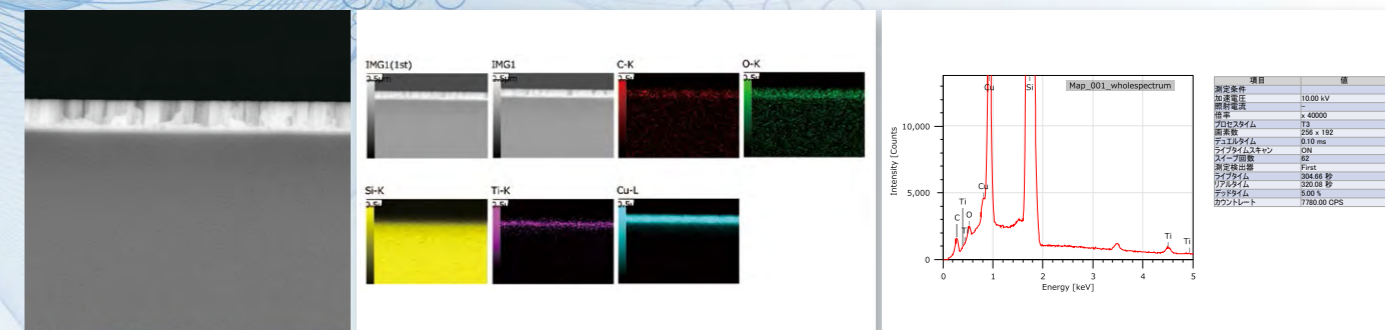 IMG1(1st)
IMG1
C-K
O-K
Si-K
Ti-K
Cu-L
Map_001_wholespectrum
Cu
Si
Cu
Ti
C
O
Ti
Ti
Intensity [Counts
10,000
5,000
0
0 1 2 3 4 5
Energy [keV]
項目 値
測定条件
加速電圧 10.00 kV
照射電流 -
倍率 x 40000
プロセスタイム T3
画素数 256 x 192
デュエルタイム 0.10 ms
ライブタイムスキャン ON
スイープ回数 62
測定検出器 First
ライブタイム 304.66 秒
リアルタイム 320.08 秒
デッドタイム 5.00 %
カウントレート 7780.00 CPS